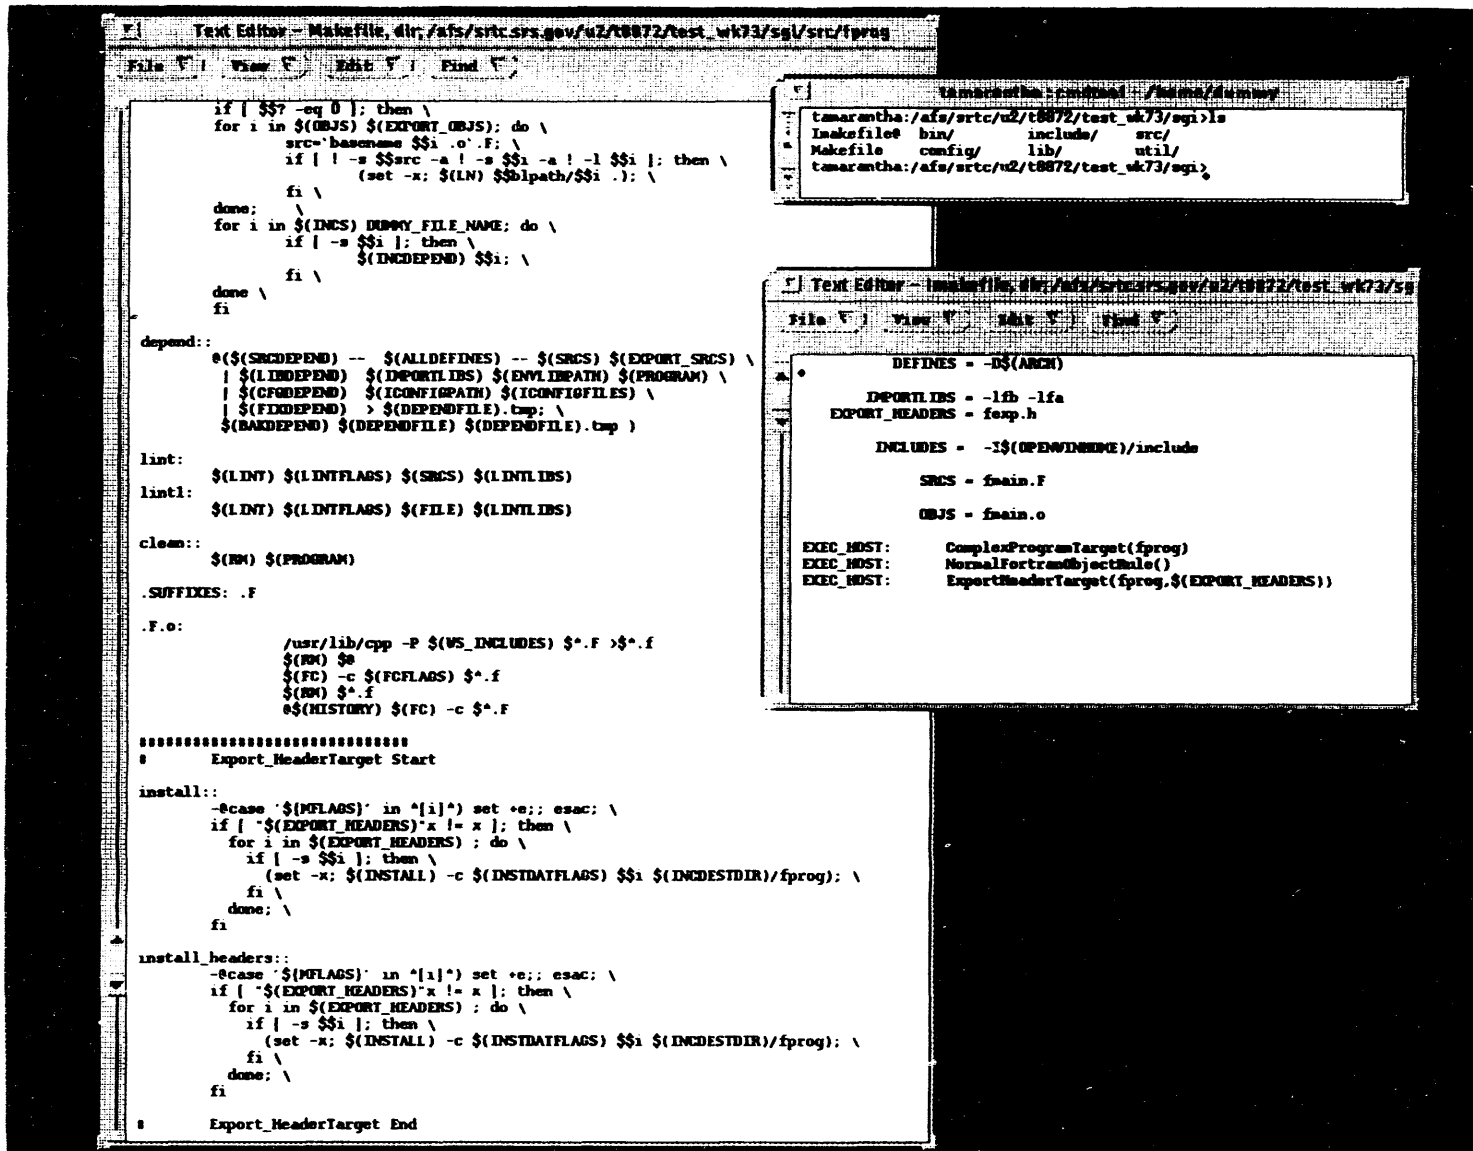 Text Editor - Makefile, dir; /afs/srtc.srs.gov/u2/t8872/test_wk73/sgi/src/fprog
File View Edit Find
if [ $$? -eq 0 ]; then \
for i in $(OBJS) $(EXPORT_OBJS); do \
src=`basename $$i .o`.F; \
if [ ! -s $$src -a ! -s $$i -a ! -l $$i ]; then \
(set -x; $(LN) $$blpath/$$i .); \
fi \
done; \
for i in $(INCS) DUMMY_FILE_NAME; do \
if [ -s $$i ]; then \
$(INCDEPEND) $$i; \
fi \
done \
fi
depend::
@($(SRCDEPEND) -- $(ALLDEFINES) -- $(SRCS) $(EXPORT_SRCS) \
| $(LIBDEPEND) $(IMPORTLIBS) $(ENVLIBPATH) $(PROGRAM) \
| $(CFGDEPEND) $(ICONFIGPATH) $(ICONFIGFILES) \
| $(FIXDEPEND) > $(DEPENDFILE).tmp; \
$(BAKDEPEND) $(DEPENDFILE) $(DEPENDFILE).tmp )
lint:
$(LINT) $(LINTFLAGS) $(SRCS) $(LINTLIBS)
lint1:
$(LINT) $(LINTFLAGS) $(FILE) $(LINTLIBS)
clean::
$(RM) $(PROGRAM)
.SUFFIXES: .F
.F.o:
/usr/lib/cpp -P $(WS_INCLUDES) $*.F >$*.f
$(RM) $@
$(FC) -c $(FCFLAGS) $*.f
$(RM) $*.f
@$(HISTORY) $(FC) -c $*.F
##############################
# Export_HeaderTarget Start
install::
-@case '${MFLAGS}' in *[i]*) set +e;; esac; \
if [ "$(EXPORT_HEADERS)"x != x ]; then \
for i in $(EXPORT_HEADERS) ; do \
if [ -s $$i ]; then \
(set -x; $(INSTALL) -c $(INSTDATFLAGS) $$i $(INCDESTDIR)/fprog); \
fi \
done; \
fi
install_headers::
-@case '${MFLAGS}' in *[i]*) set +e;; esac; \
if [ "$(EXPORT_HEADERS)"x != x ]; then \
for i in $(EXPORT_HEADERS) ; do \
if [ -s $$i ]; then \
(set -x; $(INSTALL) -c $(INSTDATFLAGS) $$i $(INCDESTDIR)/fprog); \
fi \
done; \
fi
# Export_HeaderTarget End
tamarantha: cmdtool - /home/dummy
tamarantha:/afs/srtc/u2/t8872/test_wk73/sgi>ls
Imakefile@ bin/ include/ src/
Makefile config/ lib/ util/
tamarantha:/afs/srtc/u2/t8872/test_wk73/sgi>
Text Editor - Imakefile, dir; /afs/srtc.srs.gov/u2/t8872/test_wk73/sg
File View Edit Find
DEFINES = -D$(ARCH)
IMPORTLIBS = -lfb -lfa
EXPORT_HEADERS = fexp.h
INCLUDES = -I$(OPENWINHOME)/include
SRCS = fmain.F
OBJS = fmain.o
EXEC_HOST: ComplexProgramTarget(fprog)
EXEC_HOST: NormalFortranObjectRule()
EXEC_HOST: ExportHeaderTarget(fprog,$(EXPORT_HEADERS))